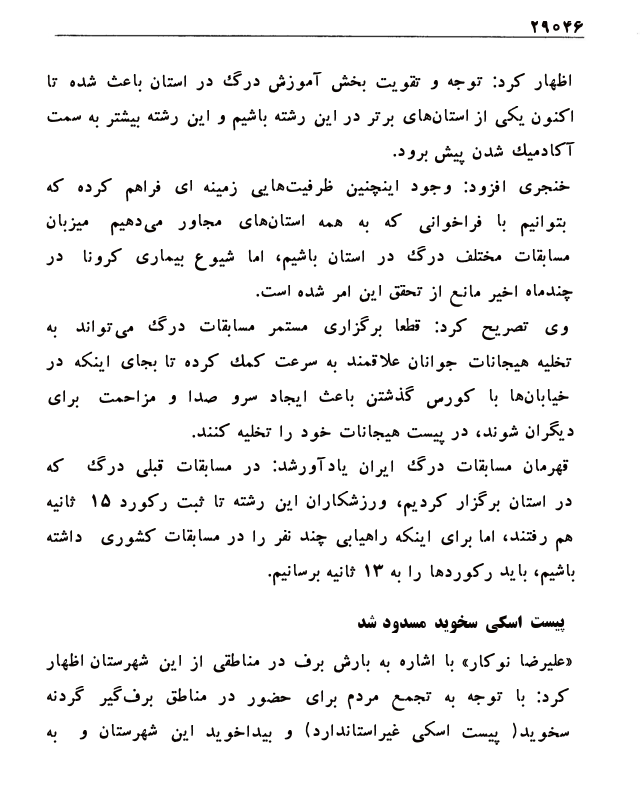 ۲۹۰۴۶
اظهار کرد: توجه و تقویت بخش آموزش درگ در استان باعث شده تا
اکنون یکی از استان‌های برتر در این رشته باشیم و این رشته بیشتر به سمت
آکادمیک شدن پیش برود.
خنجری افزود: وجود اینچنین ظرفیت‌هایی زمینه ای فراهم کرده که
بتوانیم با فراخوانی که به همه استان‌های مجاور می‌دهیم میزبان
مسابقات مختلف درگ در استان باشیم، اما شیوع بیماری کرونا در
چندماه اخیر مانع از تحقق این امر شده است.
وی تصریح کرد: قطعا برگزاری مستمر مسابقات درگ می‌تواند به
تخلیه هیجانات جوانان علاقمند به سرعت کمک کرده تا بجای اینکه در
خیابان‌ها با کورس گذشتن باعث ایجاد سرو صدا و مزاحمت برای
دیگران شوند، در پیست هیجانات خود را تخلیه کنند.
قهرمان مسابقات درگ ایران یادآورشد: در مسابقات قبلی درگ که
در استان برگزار کردیم، ورزشکاران این رشته تا ثبت رکورد ۱۵ ثانیه
هم رفتند، اما برای اینکه راهیابی چند نفر را در مسابقات کشوری داشته
باشیم، باید رکوردها را به ۱۳ ثانیه برسانیم.
پیست اسکی سخوید مسدود شد
«علیرضا نوکار» با اشاره به بارش برف در مناطقی از این شهرستان اظهار
کرد: با توجه به تجمع مردم برای حضور در مناطق برف‌گیر گردنه
سخوید( پیست اسکی غیراستاندارد) و بیداخوید این شهرستان و به